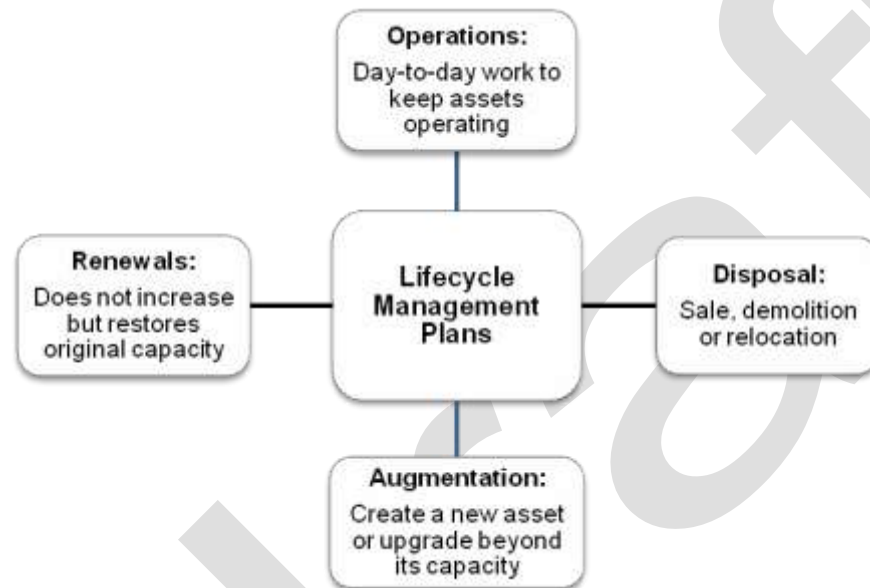 Operations:
Day-to-day work to
keep assets
operating
Renewals:
Does not increase
but restores
original capacity
Lifecycle
Management
Plans
Disposal:
Sale, demolition
or relocation
Augmentation:
Create a new asset
or upgrade beyond
its capacity